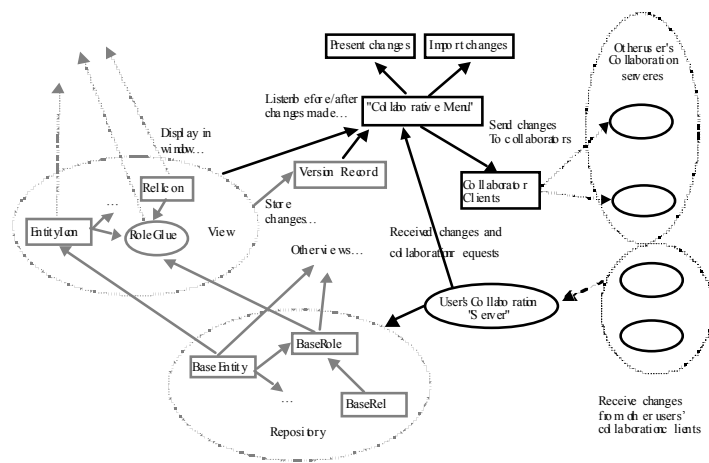 Present changes
Import changes
Other user's
Collaboration
serveres
Listen before/after
changes made...
"Collaborative Menu"
Display in
window...
Send changes
To collaborators
Version Record
RelIcon
Collaborator
Clients
...
Store
changes...
EntityIcon
RoleGlue
View
Received changes and
collaboration requests
Other views...
User's Collaboration
"Server"
BaseRole
BaseEntity
...
BaseRel
Receive changes
from other users'
collaboration clients
Repository